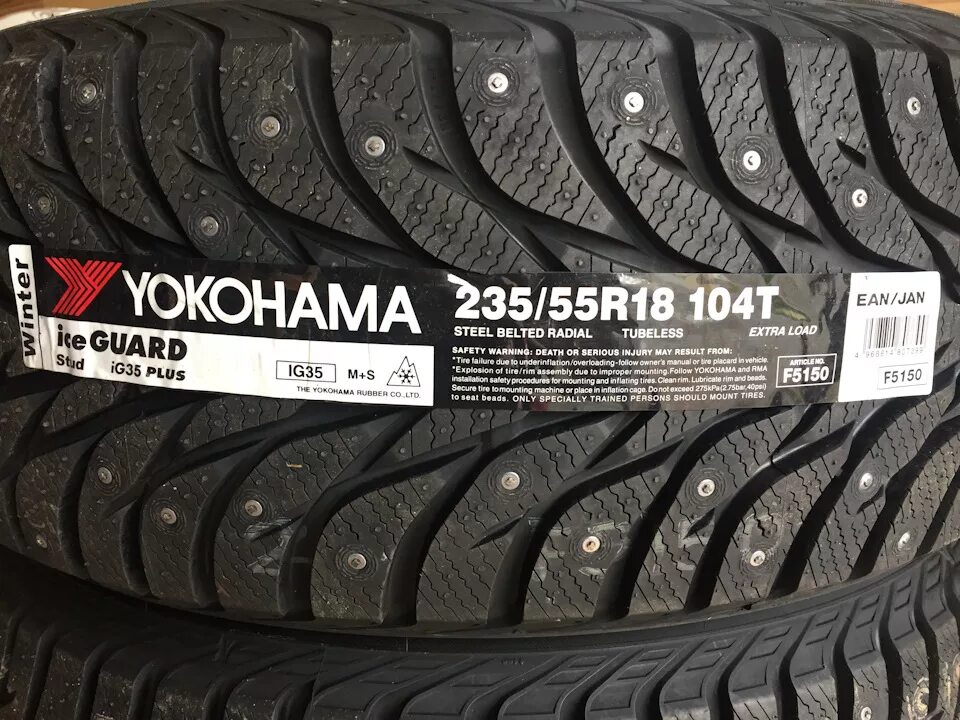 winter
YOKOHAMA
iceGUARD
Stud iG35 PLUS
IG35 M+S
THE YOKOHAMA RUBBER CO.,LTD.
235/55R18 104T
STEEL BELTED RADIAL TUBELESS EXTRA LOAD
SAFETY WARNING: DEATH OR SERIOUS INJURY MAY RESULT FROM:
*Tire failure due to underinflation/overloading-follow owner's manual or tire placard in vehicle.
*Explosion of tire/rim assembly due to improper mounting. Follow YOKOHAMA and RMA
installation safety procedures for mounting and inflating tires. Clean rim. Lubricate rim and beads.
Secure tire to mounting machine or place in inflation cage. Do not exceed 275kPa (2.75bar, 40psi)
to seat beads. ONLY SPECIALLY TRAINED PERSONS SHOULD MOUNT TIRES.
ARTICLE NO.
F5150
EAN/JAN
F5150